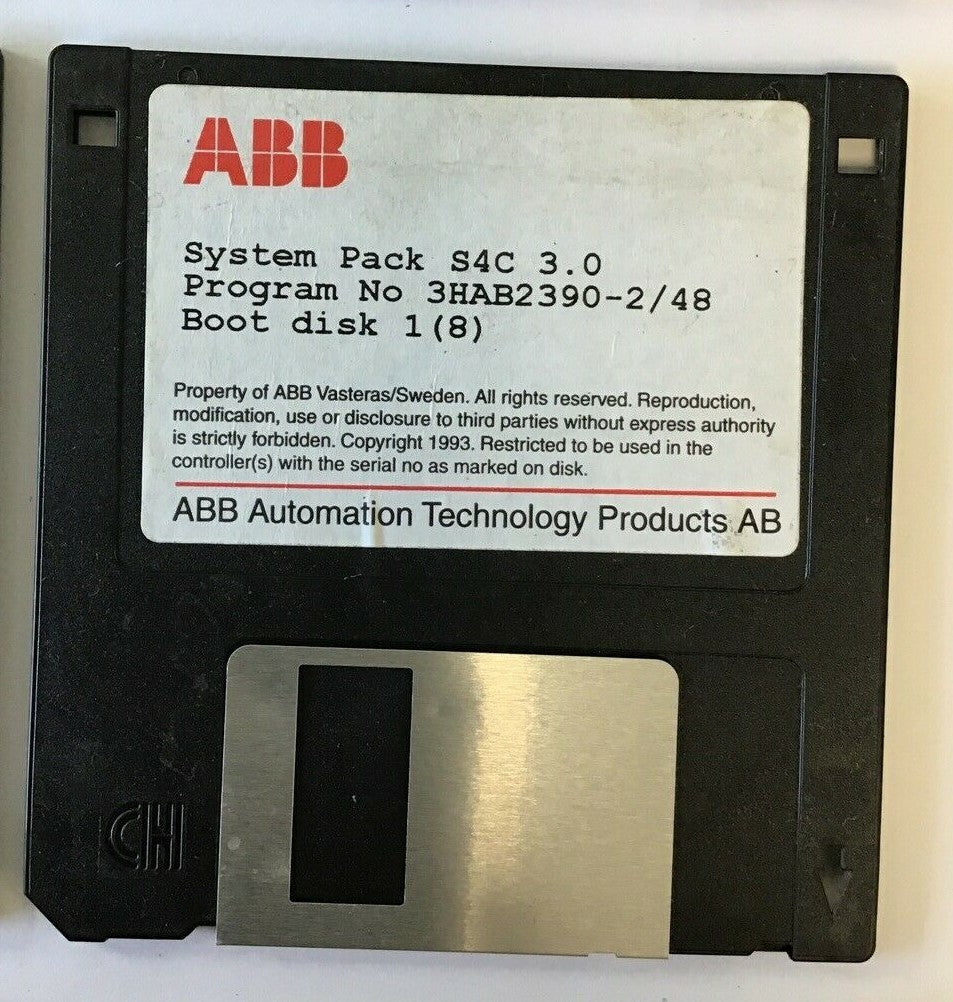 ABB
System Pack S4C 3.0
Program No 3HAB2390-2/48
Boot disk 1(8)
Property of ABB Vasteras/Sweden. All rights reserved. Reproduction,
modification, use or disclosure to third parties without express authority
is strictly forbidden. Copyright 1993. Restricted to be used in the
controller(s) with the serial no as marked on disk.
ABB Automation Technology Products AB
CH